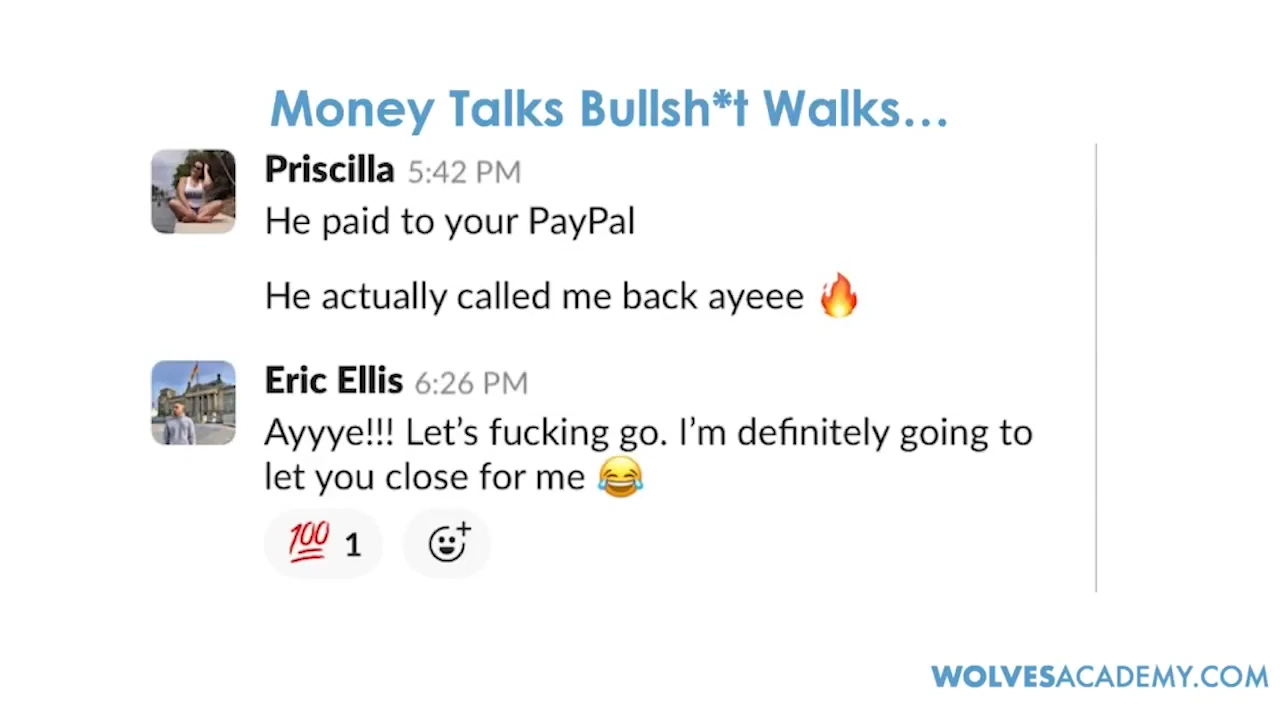 Money Talks Bullsh*t Walks…
Priscilla 5:42 PM
He paid to your PayPal
He actually called me back ayeee 🔥
Eric Ellis 6:26 PM
Ayyye!!! Let’s fucking go. I’m definitely going to
let you close for me 😂
💯 1
WOLVESACADEMY.COM